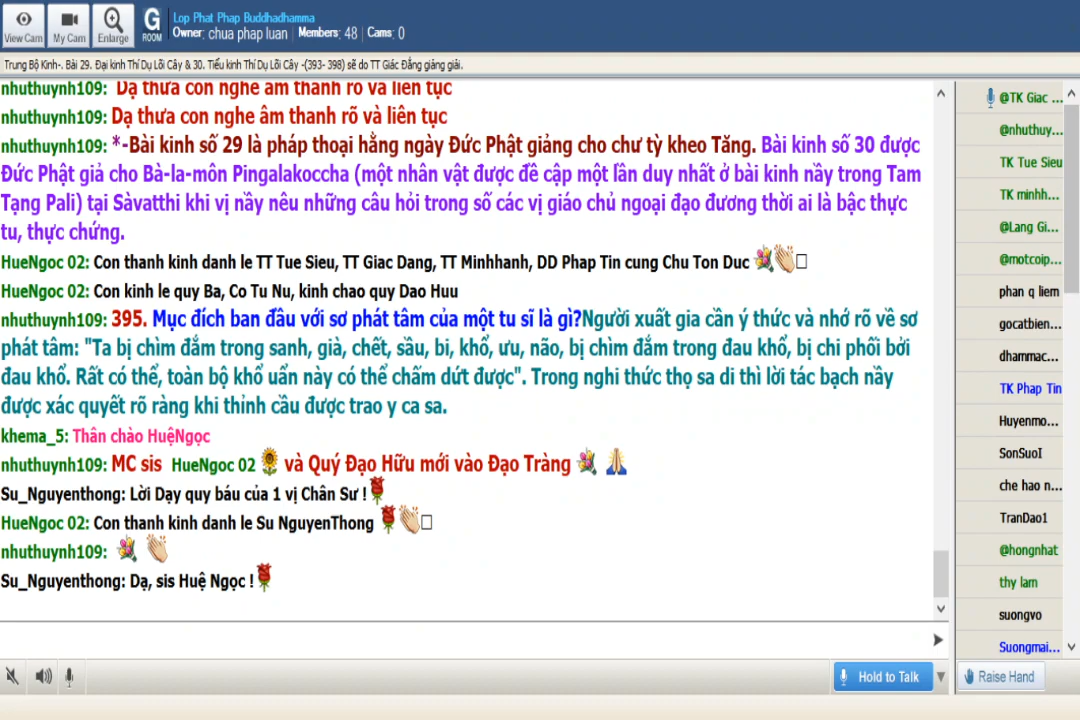 View Cam
My Cam
Enlarge
G
ROOM
Lop Phat Phap Buddhadhamma
Owner: chua phap luan | Members: 48 | Cams: 0
Trung Bộ Kinh-. Bài 29. Đại kinh Thí Dụ Lõi Cây & 30. Tiểu kinh Thí Dụ Lõi Cây -(393- 398) sẽ do TT Giác Đẳng giảng giải.
nhuthuynh109: Dạ thưa con nghe âm thanh rõ và liên tục
nhuthuynh109: Dạ thưa con nghe âm thanh rõ và liên tục
nhuthuynh109: *-Bài kinh số 29 là pháp thoại hằng ngày Đức Phật giảng cho chư tỳ kheo Tăng. Bài kinh số 30 được
Đức Phật giả cho Bà-la-môn Pingalakoccha (một nhân vật được đề cập một lần duy nhất ở bài kinh nầy trong Tam
Tạng Pali) tại Sàvatthi khi vị nầy nêu những câu hỏi trong số các vị giáo chủ ngoại đạo đương thời ai là bậc thực
tu, thực chứng.
HueNgoc 02: Con thanh kinh danh le TT Tue Sieu, TT Giac Dang, TT Minhhanh, DD Phap Tin cung Chu Ton Duc
HueNgoc 02: Con kinh le quy Ba, Co Tu Nu, kinh chao quy Dao Huu
nhuthuynh109: 395. Mục đích ban đầu với sơ phát tâm của một tu sĩ là gì?Người xuất gia cần ý thức và nhớ rõ về sơ
phát tâm: "Ta bị chìm đắm trong sanh, già, chết, sầu, bi, khổ, ưu, não, bị chìm đắm trong đau khổ, bị chi phối bởi
đau khổ. Rất có thể, toàn bộ khổ uẩn này có thể chấm dứt được". Trong nghi thức thọ sa di thì lời tác bạch nầy
được xác quyết rõ ràng khi thỉnh cầu được trao y ca sa.
khema_5: Thân chào HuệNgọc
nhuthuynh109: MC sis HueNgoc 02 và Quý Đạo Hữu mới vào Đạo Tràng
Su_Nguyenthong: Lời Dạy quy báu của 1 vị Chân Sư !
HueNgoc 02: Con thanh kinh danh le Su NguyenThong
nhuthuynh109:
Su_Nguyenthong: Dạ, sis Huệ Ngọc !
@TK Giac ...
@nhuthuy...
TK Tue Sieu
TK minhh...
@Lang Gi...
@motcoip...
phan q liem
gocatbien...
dhammac...
TK Phap Tin
Huyenmo...
SonSuoI
che hao n...
TranDao1
@hongnhat
thy lam
suongvo
Suongmai...
Hold to Talk
Raise Hand